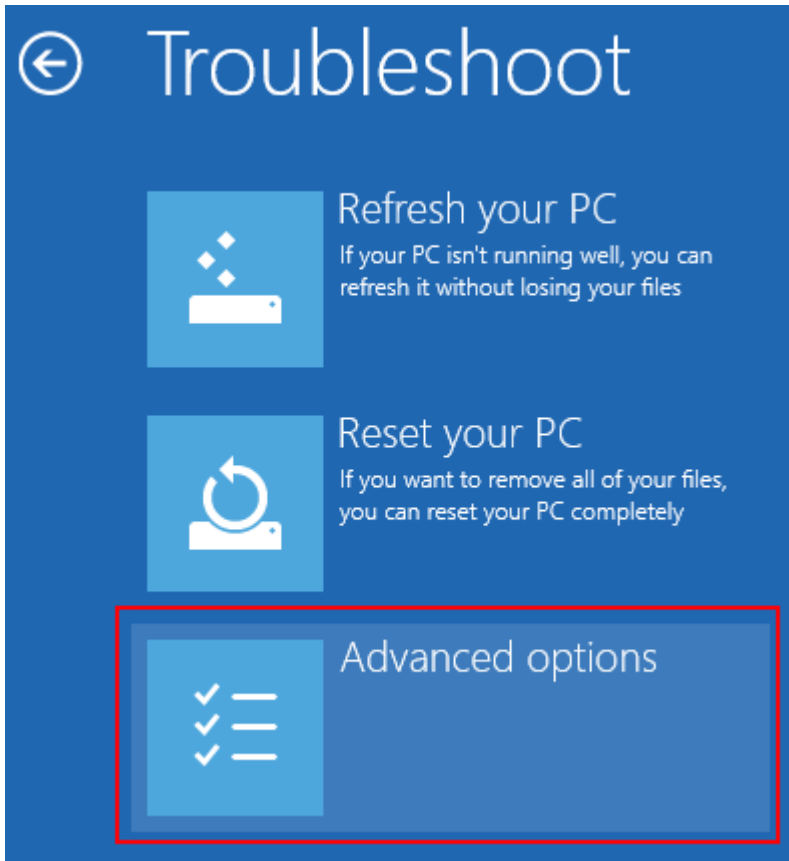 Troubleshoot
Refresh your PC
If your PC isn't running well, you can
refresh it without losing your files
Reset your PC
If you want to remove all of your files,
you can reset your PC completely
Advanced options